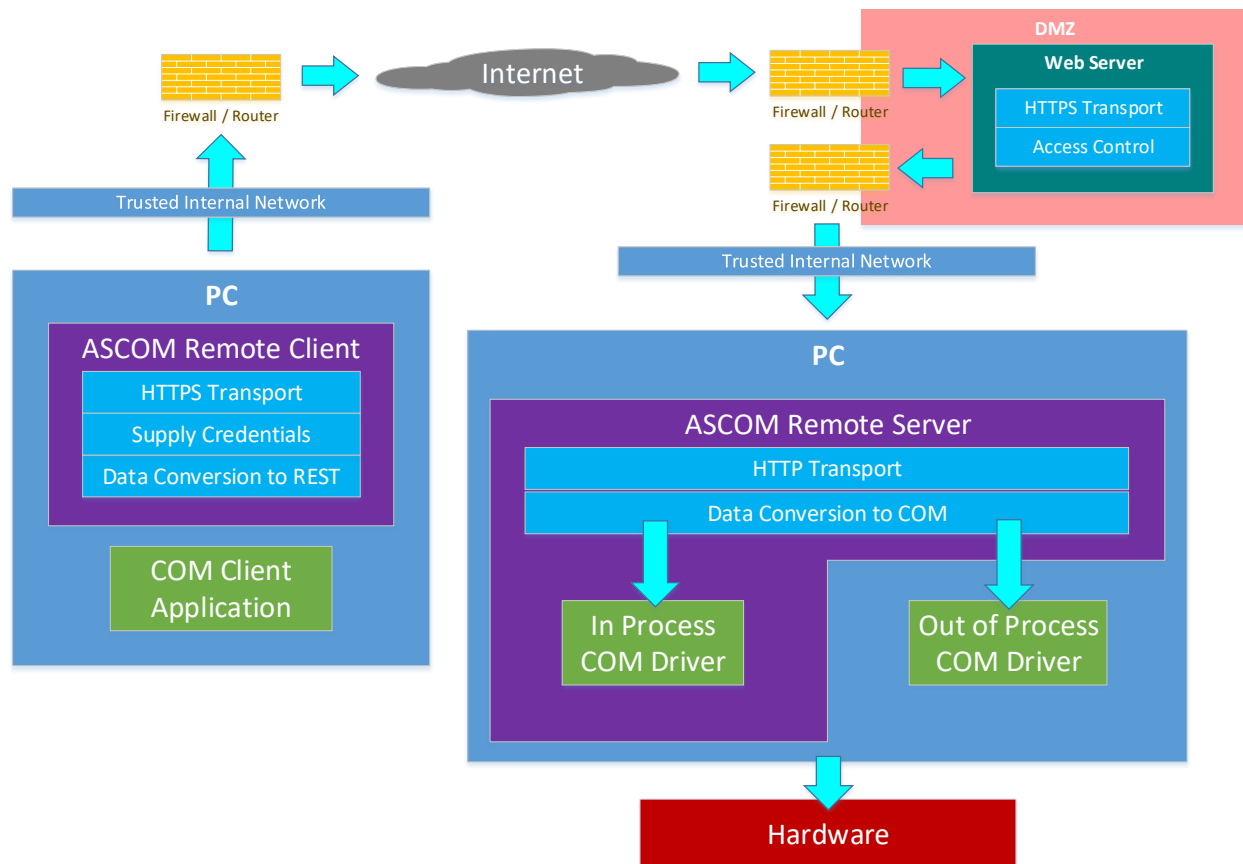 DMZ
Internet
Web Server
HTTPS Transport
Access Control
Firewall / Router
Firewall / Router
Firewall / Router
Trusted Internal Network
Trusted Internal Network
PC
ASCOM Remote Client
HTTPS Transport
Supply Credentials
Data Conversion to REST
COM Client
Application
PC
ASCOM Remote Server
HTTP Transport
Data Conversion to COM
In Process
COM Driver
Out of Process
COM Driver
Hardware